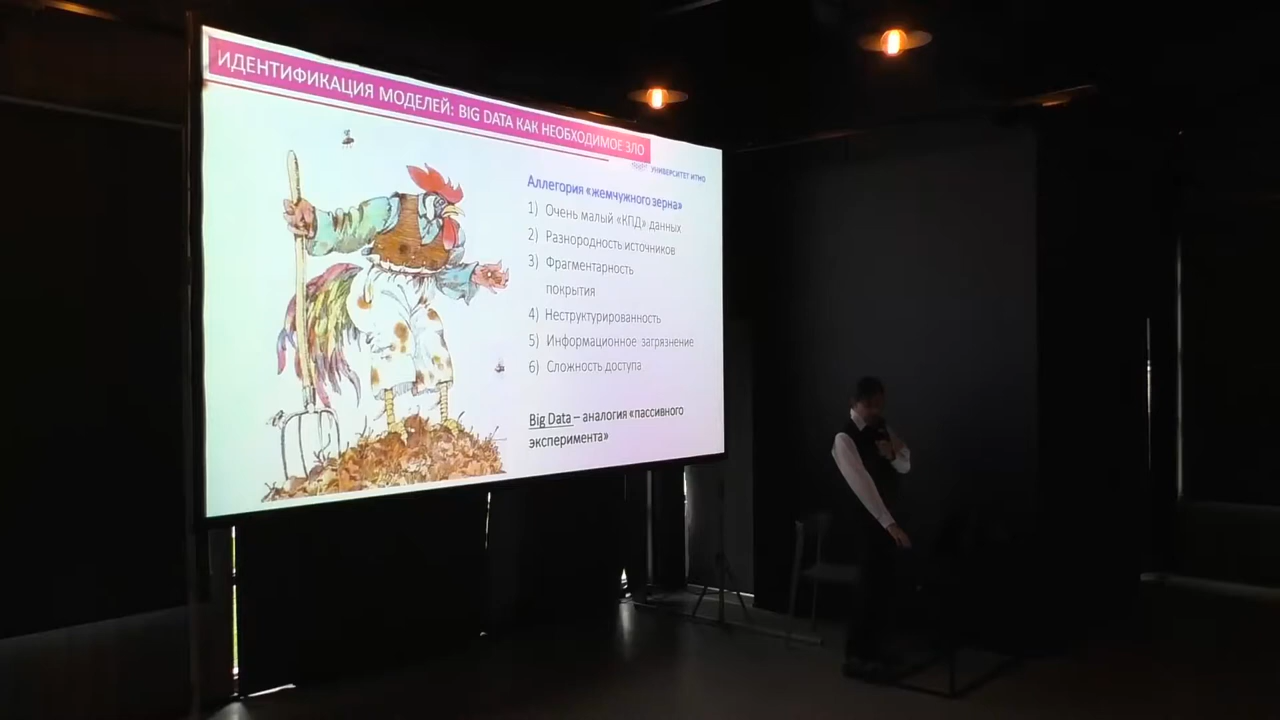 ИДЕНТИФИКАЦИЯ МОДЕЛЕЙ: BIG DATA КАК НЕОБХОДИМОЕ ЗЛО
УНИВЕРСИТЕТ ИТМО
Аллегория «жемчужного зерна»
1) Очень малый «КПД» данных
2) Разнородность источников
3) Фрагментарность
покрытия
4) Неструктурированность
5) Информационное загрязнение
6) Сложность доступа
Big Data – аналогия «пассивного
эксперимента»